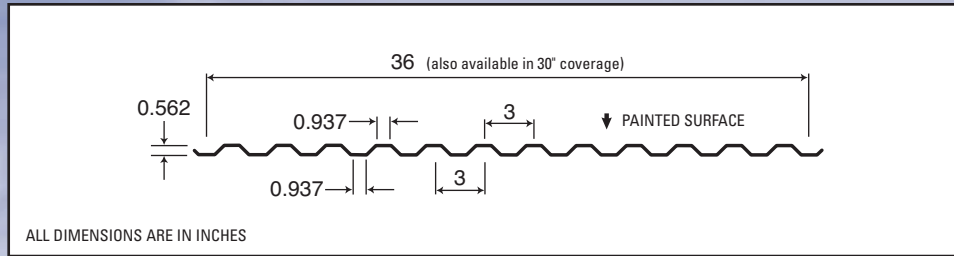 36 (also available in 30" coverage)
0.562
0.937
3
PAINTED SURFACE
0.937
3
ALL DIMENSIONS ARE IN INCHES